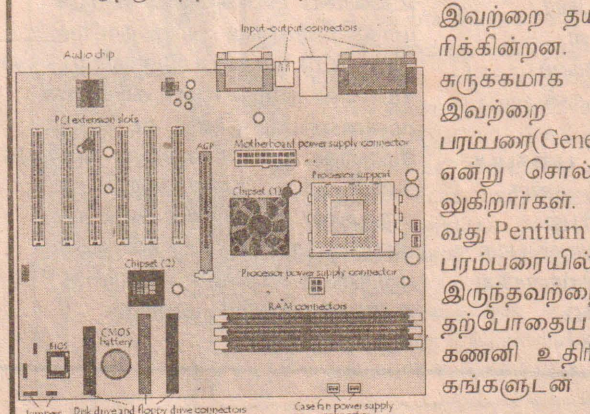 Input-output connectors
Audio chip
PCI extension slots
AGP
Motherboard power supply connector
Processor support
Chipset (1)
Chipset (2)
Processor power supply connector
RAM connectors
CMOS
battery
BIOS
Jumpers
Disk drive and floppy drive connectors
Case fan power supply
இவற்றை தயா
ரிக்கின்றன.
சுருக்கமாக
இவற்றை
பரம்பரை(Gene
என்று சொல்
லுகிறார்கள்.
வது Pentium
பரம்பரையில்
இருந்தவற்றை
தற்போதைய
கணனி உதிரி
கங்களுடன்